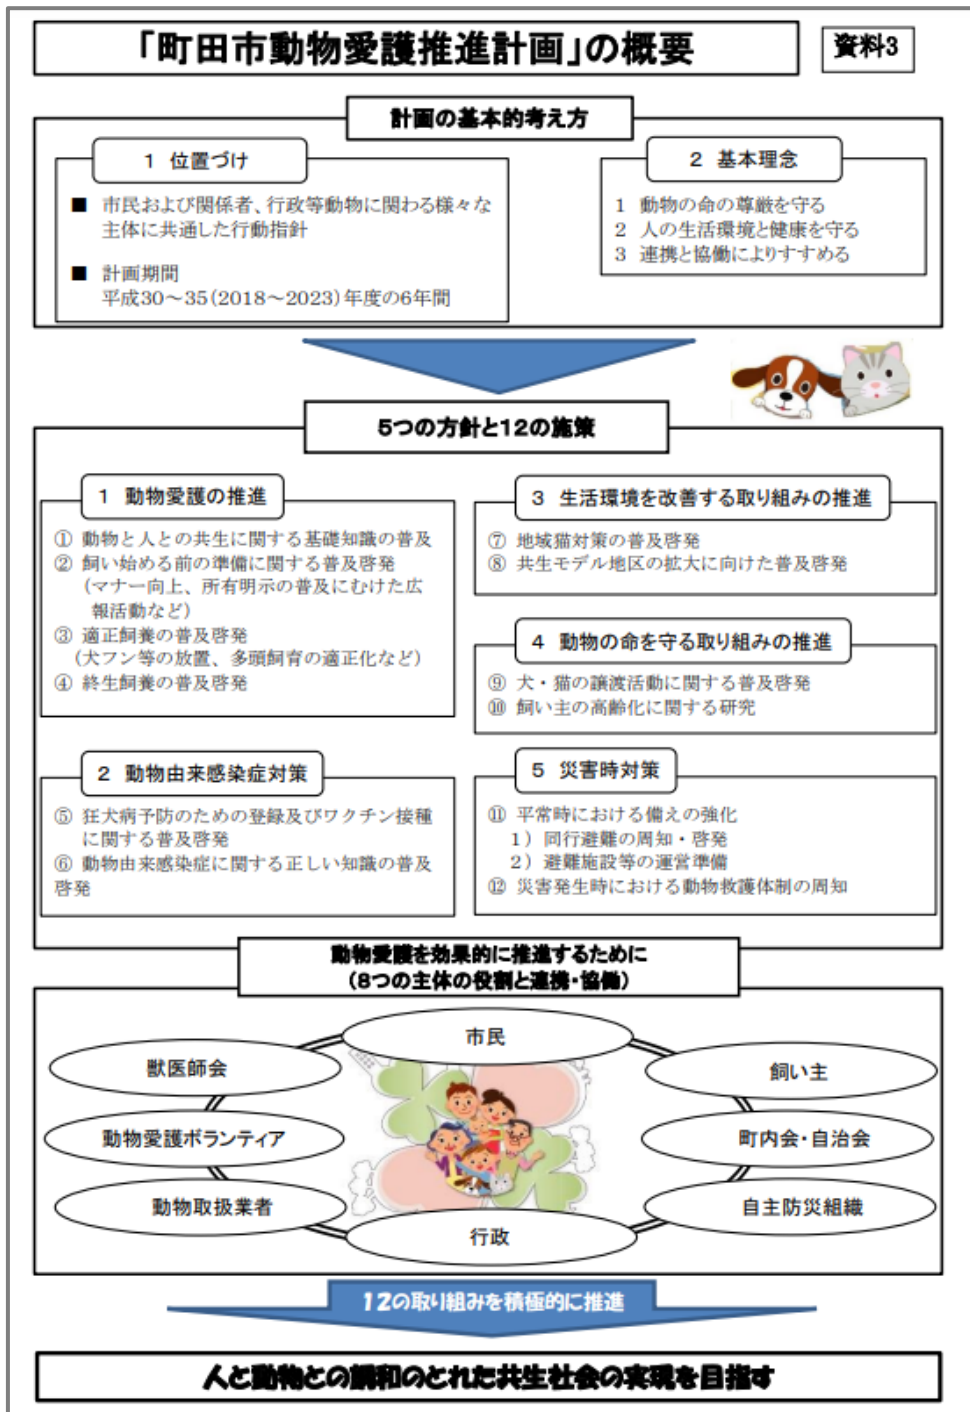 「町田市動物愛護推進計画」の概要
資料3
計画の基本的考え方
1 位置づけ
■ 市民および関係者、行政等動物に関わる様々な
主体に共通した行動指針
■ 計画期間
平成30～35(2018～2023)年度の6年間
2 基本理念
1 動物の命の尊厳を守る
2 人の生活環境と健康を守る
3 連携と協働によりすすめる
5つの方針と12の施策
1 動物愛護の推進
① 動物と人との共生に関する基礎知識の普及
② 飼い始める前の準備に関する普及啓発
(マナー向上、所有明示の普及にむけた広
報活動など)
③ 適正飼養の普及啓発
(犬フン等の放置、多頭飼育の適正化など)
④ 終生飼養の普及啓発
2 動物由来感染症対策
⑤ 狂犬病予防のための登録及びワクチン接種
に関する普及啓発
⑥ 動物由来感染症に関する正しい知識の普及
啓発
3 生活環境を改善する取り組みの推進
⑦ 地域猫対策の普及啓発
⑧ 共生モデル地区の拡大に向けた普及啓発
4 動物の命を守る取り組みの推進
⑨ 犬・猫の譲渡活動に関する普及啓発
⑩ 飼い主の高齢化に関する研究
5 災害時対策
⑪ 平常時における備えの強化
1）同行避難の周知・啓発
2）避難施設等の運営準備
⑫ 災害発生時における動物救護体制の周知
動物愛護を効果的に推進するために
(8つの主体の役割と連携・協働)
市民
獣医師会
飼い主
動物愛護ボランティア
町内会・自治会
動物取扱業者
自主防災組織
行政
12の取り組みを積極的に推進
人と動物との調和のとれた共生社会の実現を目指す